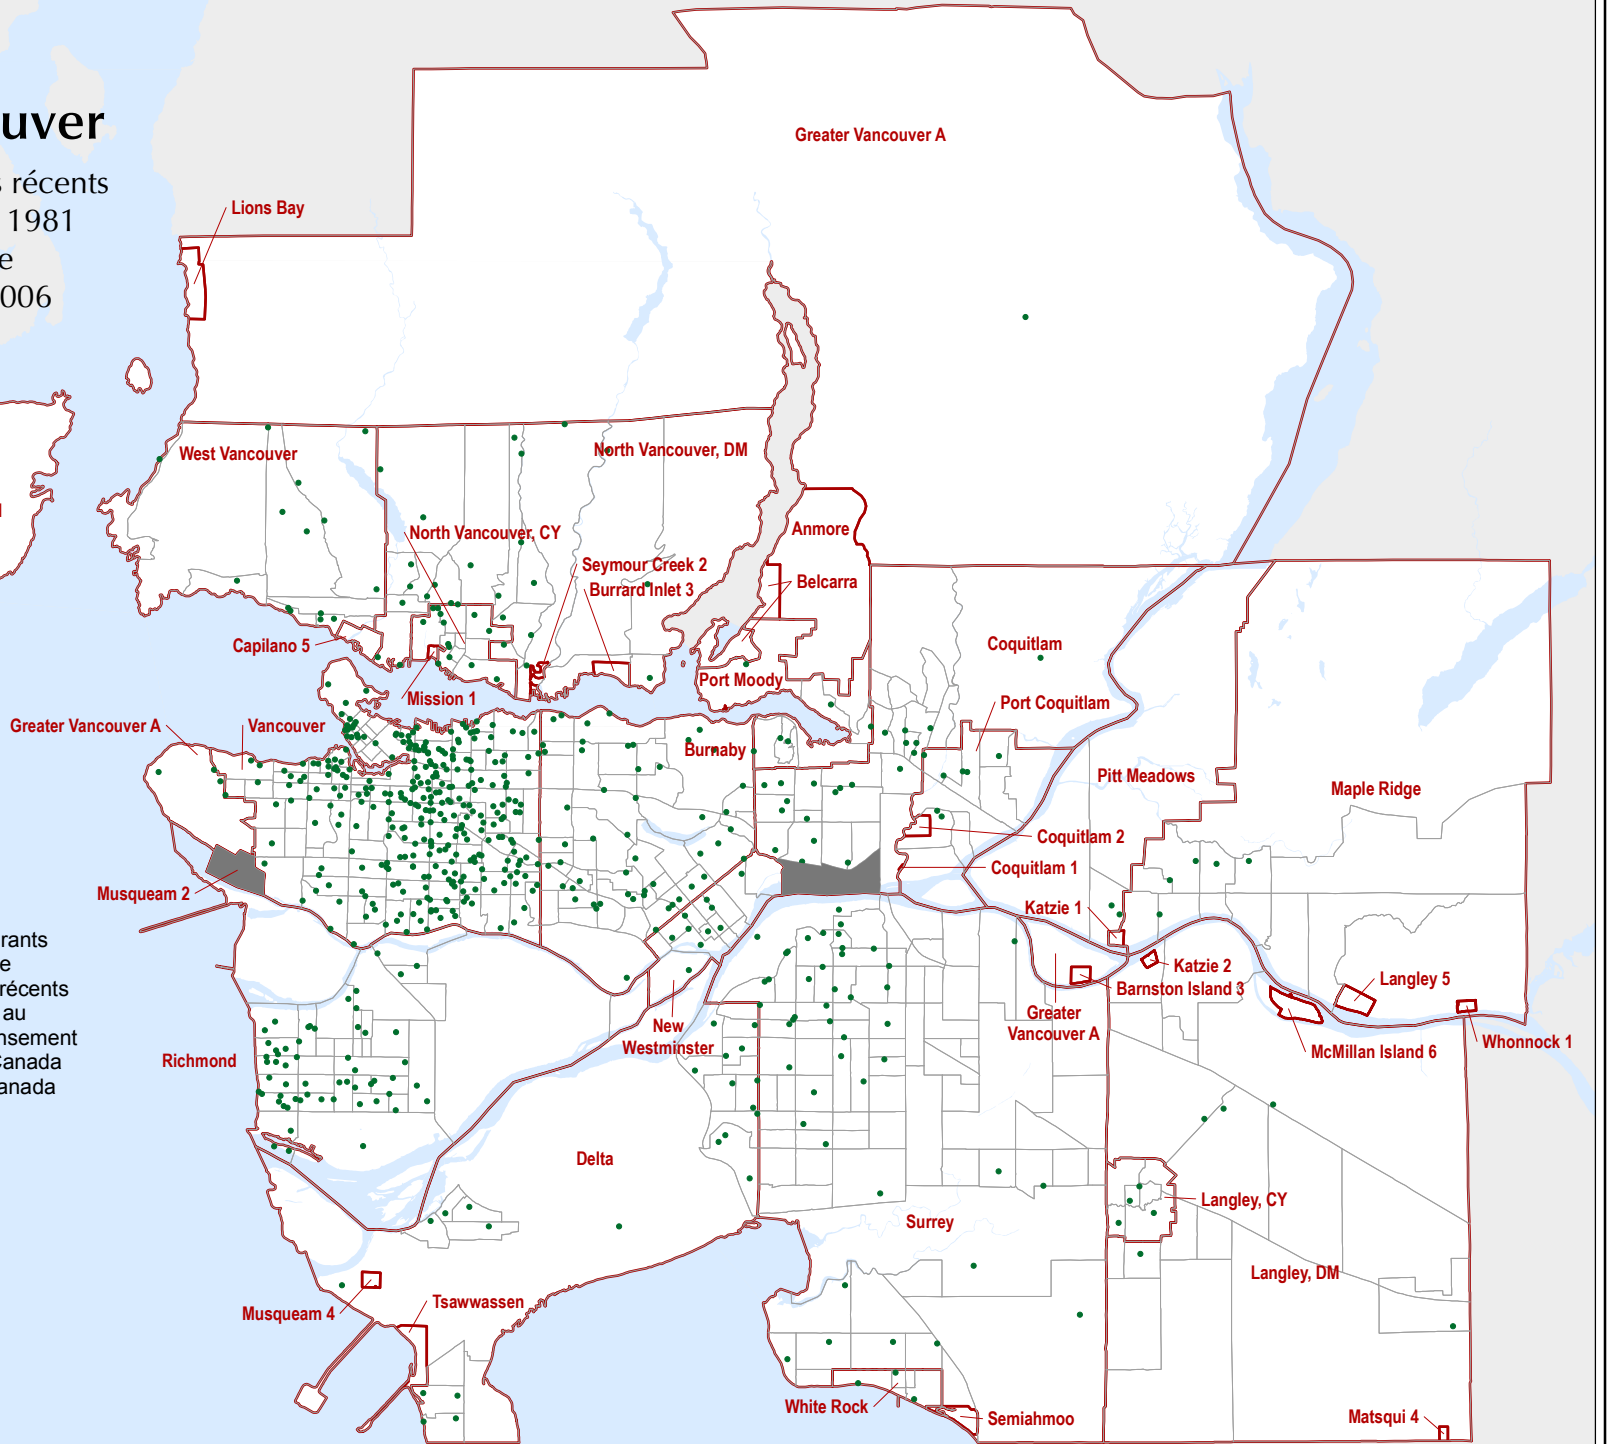 uver
récents
1981
e
006
Greater Vancouver A
Lions Bay
West Vancouver
North Vancouver, DM
North Vancouver, CY
Anmore
Seymour Creek 2
Burrard Inlet 3
Belcarra
Capilano 5
Coquitlam
Port Moody
Mission 1
Port Coquitlam
Greater Vancouver A
Vancouver
Burnaby
Pitt Meadows
Maple Ridge
Coquitlam 2
Coquitlam 1
Musqueam 2
Katzie 1
rants
e
récents
au
nsement
Canada
anada
Katzie 2
Barnston Island 3
Langley 5
Greater
Vancouver A
New
Westminster
Whonnock 1
McMillan Island 6
Richmond
Delta
Langley, CY
Surrey
Langley, DM
Musqueam 4
Tsawwassen
White Rock
Semiahmoo
Matsqui 4